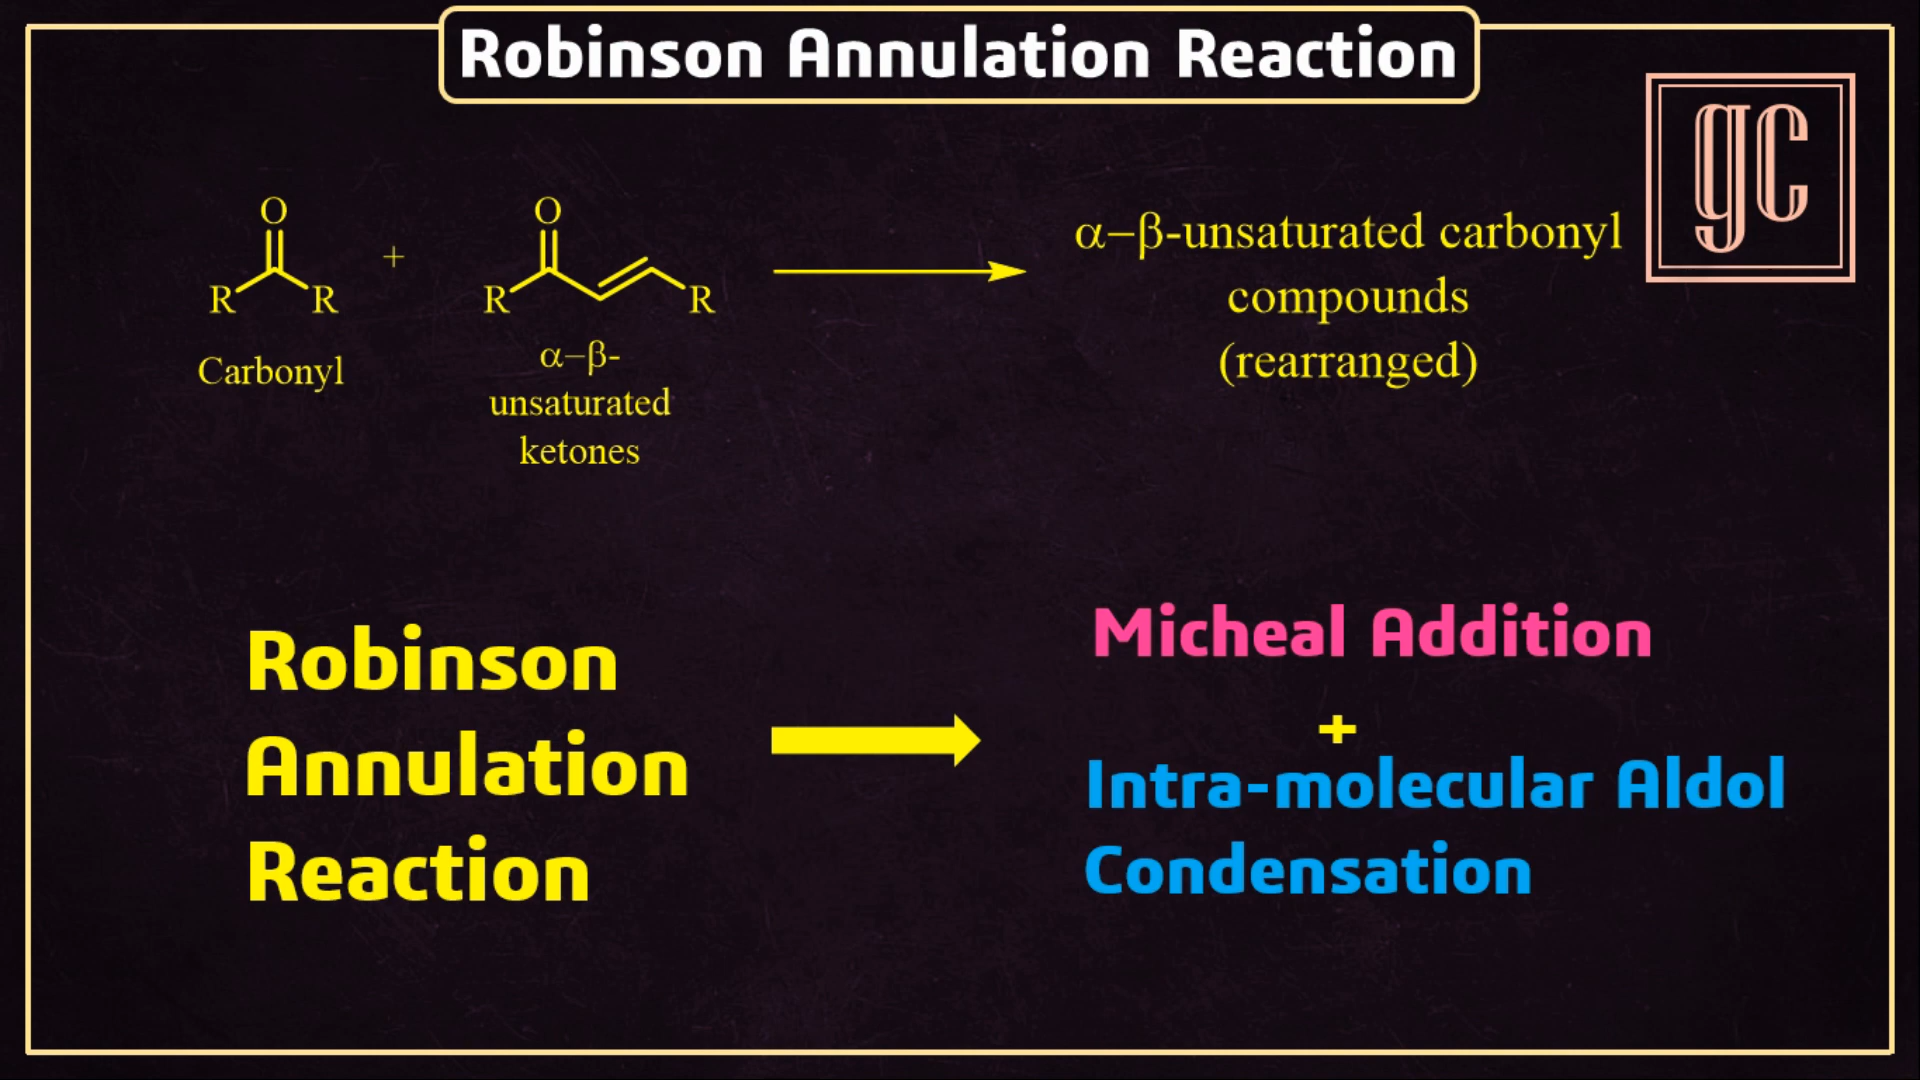 Robinson Annulation Reaction
gc
O
R
R
+
O
R
R
α–β-unsaturated carbonyl
compounds
(rearranged)
Carbonyl
α–β-
unsaturated
ketones
Robinson
Annulation
Reaction
Micheal Addition
+
Intra-molecular Aldol
Condensation